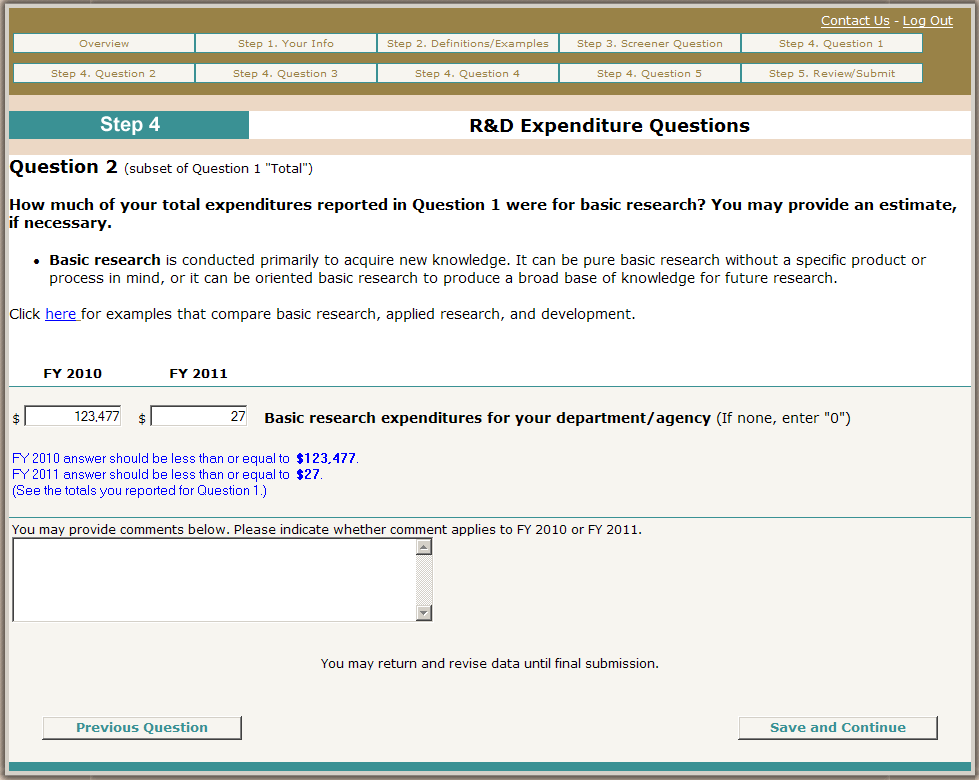 Contact Us - Log Out
Overview Step 1. Your Info Step 2. Definitions/Examples Step 3. Screener Question Step 4. Question 1
Step 4. Question 2 Step 4. Question 3 Step 4. Question 4 Step 4. Question 5 Step 5. Review/Submit
Step 4 R&D Expenditure Questions
Question 2 (subset of Question 1 "Total")
How much of your total expenditures reported in Question 1 were for basic research? You may provide an estimate,
if necessary.
• Basic research is conducted primarily to acquire new knowledge. It can be pure basic research without a specific product or
process in mind, or it can be oriented basic research to produce a broad base of knowledge for future research.
Click here for examples that compare basic research, applied research, and development.
FY 2010 FY 2011
$ 123,477 $ 27 Basic research expenditures for your department/agency (If none, enter "0")
FY 2010 answer should be less than or equal to $123,477.
FY 2011 answer should be less than or equal to $27.
(See the totals you reported for Question 1.)
You may provide comments below. Please indicate whether comment applies to FY 2010 or FY 2011.
You may return and revise data until final submission.
Previous Question Save and Continue